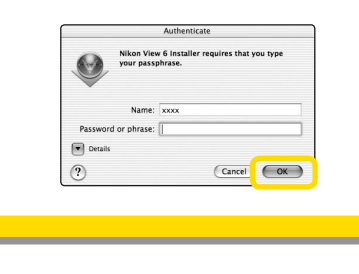 Authenticate
Nikon View 6 Installer requires that you type
your passphrase.
Name: xxxx
Password or phrase:
Details
?
Cancel
OK